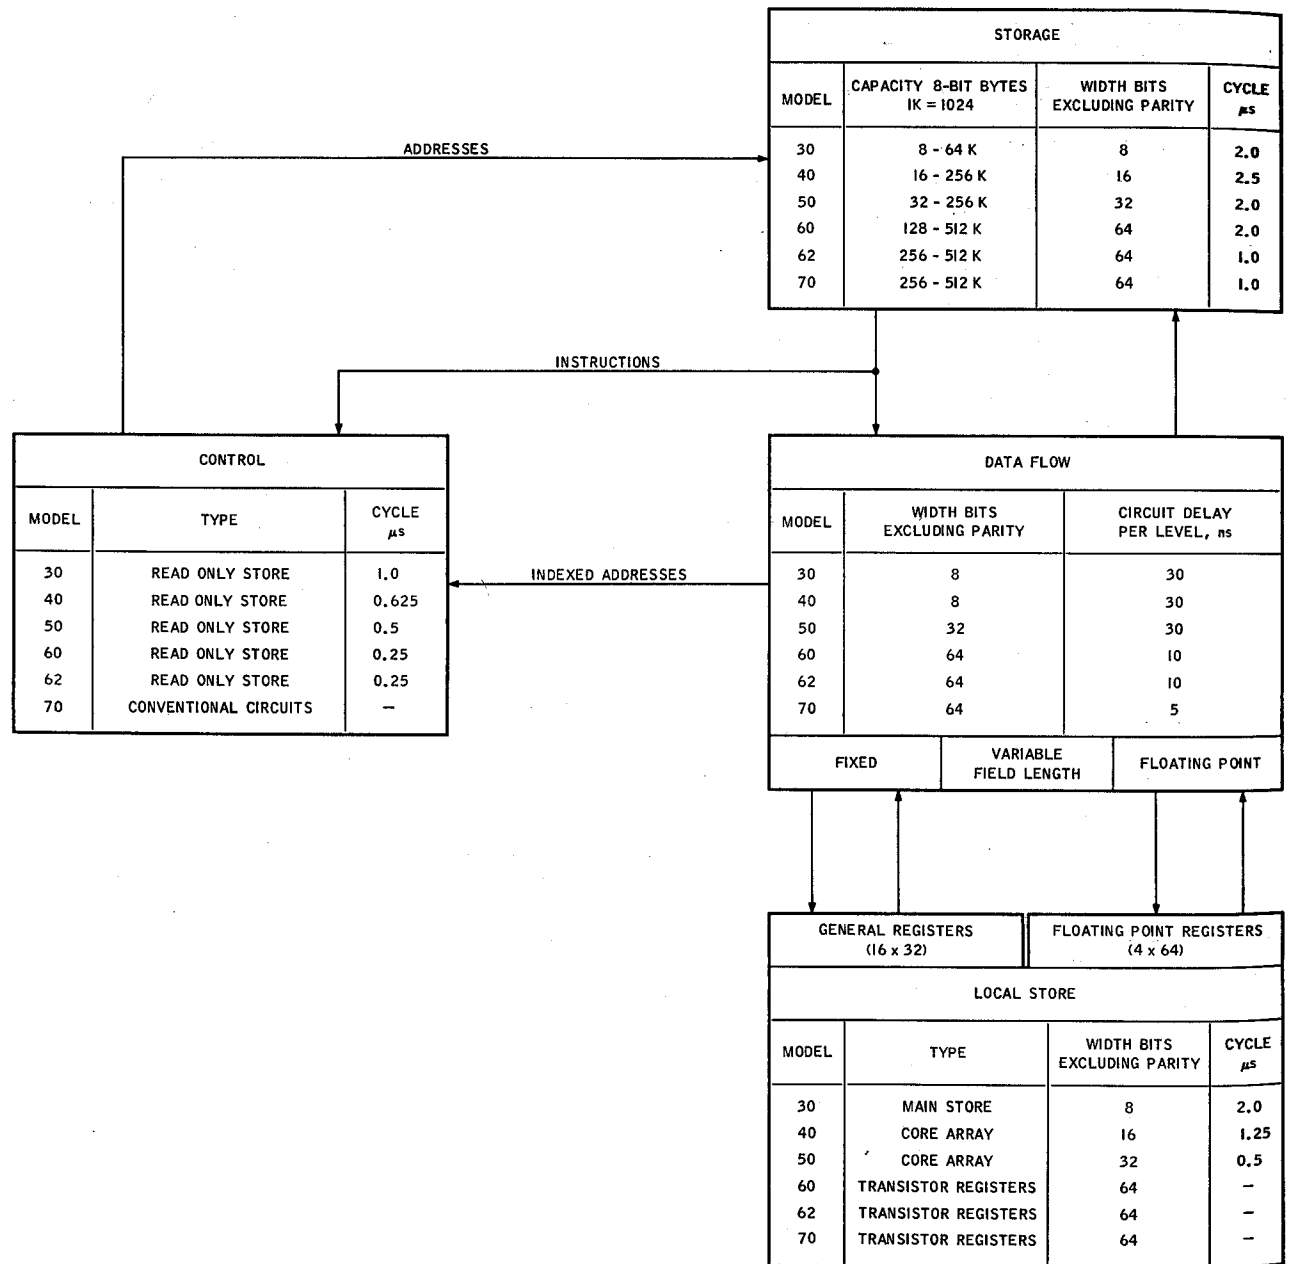 STORAGE
MODEL CAPACITY 8-BIT BYTES 1K = 1024 WIDTH BITS EXCLUDING PARITY CYCLE μs
30 8 - 64 K 8 2.0
40 16 - 256 K 16 2.5
50 32 - 256 K 32 2.0
60 128 - 512 K 64 2.0
62 256 - 512 K 64 1.0
70 256 - 512 K 64 1.0
ADDRESSES
INSTRUCTIONS
CONTROL
MODEL TYPE CYCLE μs
30 READ ONLY STORE 1.0
40 READ ONLY STORE 0.625
50 READ ONLY STORE 0.5
60 READ ONLY STORE 0.25
62 READ ONLY STORE 0.25
70 CONVENTIONAL CIRCUITS –
INDEXED ADDRESSES
DATA FLOW
MODEL WIDTH BITS EXCLUDING PARITY CIRCUIT DELAY PER LEVEL, ns
30 8 30
40 8 30
50 32 30
60 64 10
62 64 10
70 64 5
FIXED VARIABLE FIELD LENGTH FLOATING POINT
GENERAL REGISTERS (16 x 32)
FLOATING POINT REGISTERS (4 x 64)
LOCAL STORE
MODEL TYPE WIDTH BITS EXCLUDING PARITY CYCLE μs
30 MAIN STORE 8 2.0
40 CORE ARRAY 16 1.25
50 CORE ARRAY 32 0.5
60 TRANSISTOR REGISTERS 64 –
62 TRANSISTOR REGISTERS 64 –
70 TRANSISTOR REGISTERS 64 –